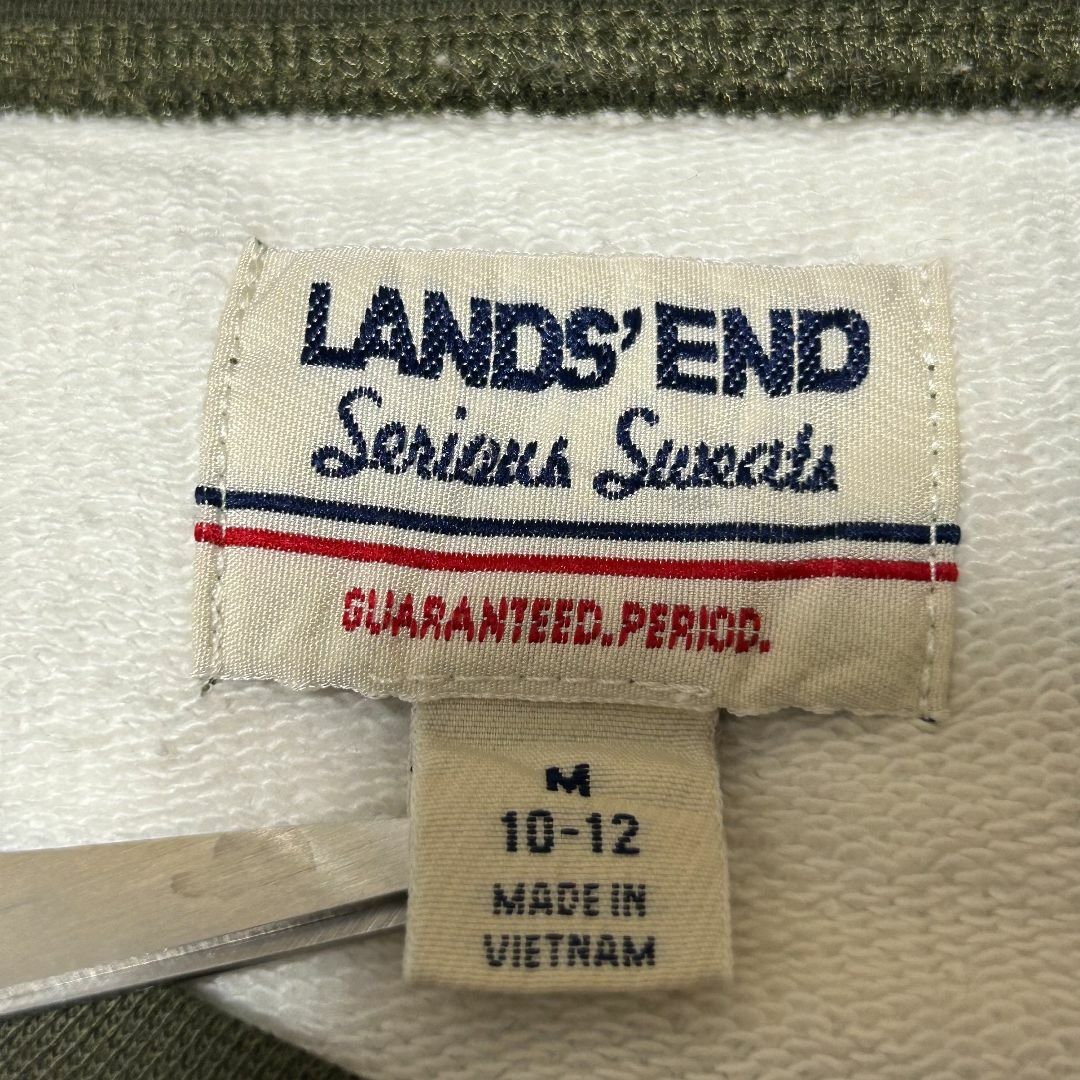 LANDS' END
Serious Sweats
GUARANTEED. PERIOD.
M
10-12
MADE IN
VIETNAM